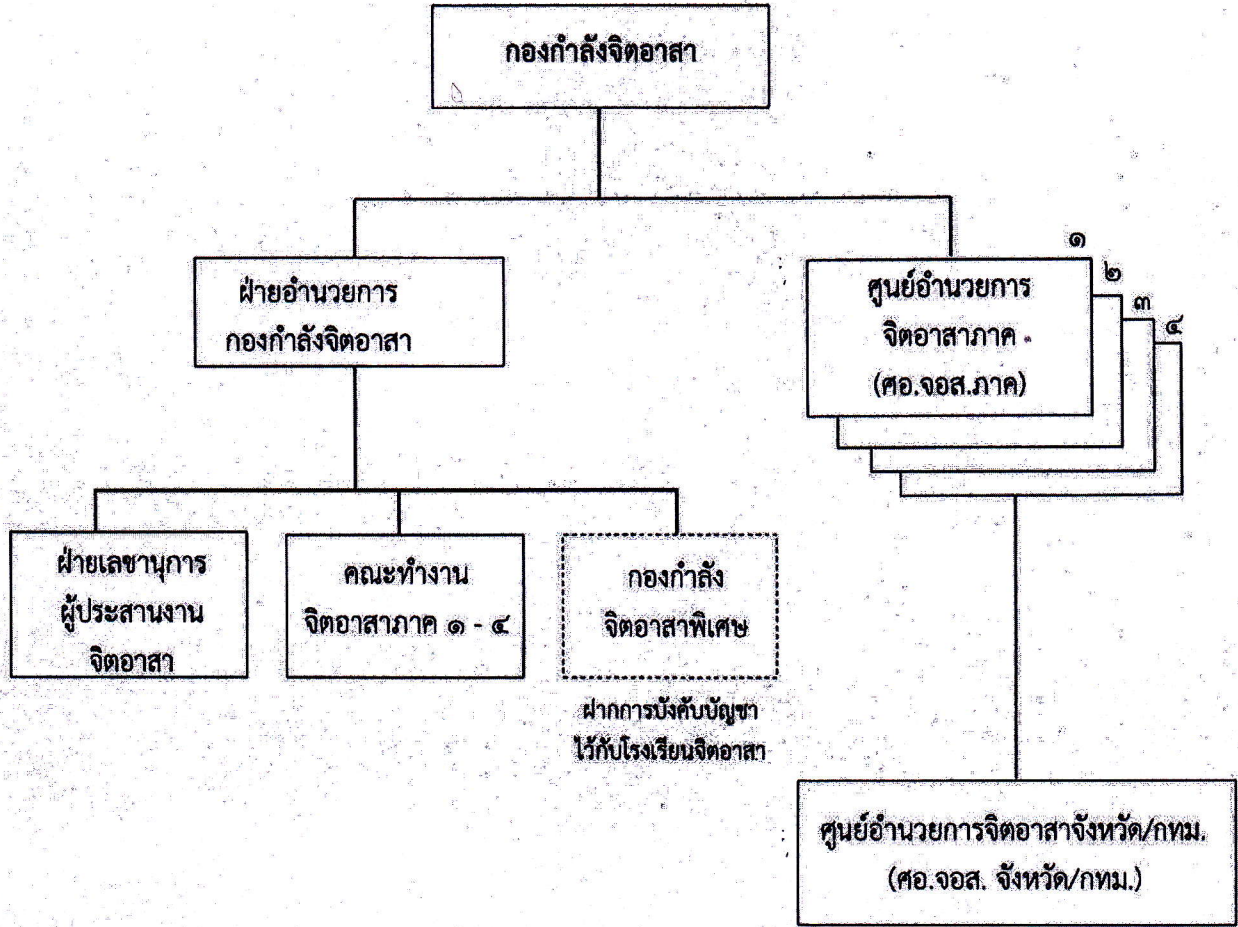 กองกำลังจิตอาสา
ฝ่ายอำนวยการ
กองกำลังจิตอาสา
๑
๒
๓
๔
ศูนย์อำนวยการ
จิตอาสาภาค
(ศอ.จอส.ภาค)
ฝ่ายเลขานุการ
ผู้ประสานงาน
จิตอาสา
คณะทำงาน
จิตอาสาภาค ๑ - ๔
กองกำลัง
จิตอาสาพิเศษ
ฝากการบังคับบัญชา
ไว้กับโรงเรียนจิตอาสา
ศูนย์อำนวยการจิตอาสาจังหวัด/กทม.
(ศอ.จอส. จังหวัด/กทม.)